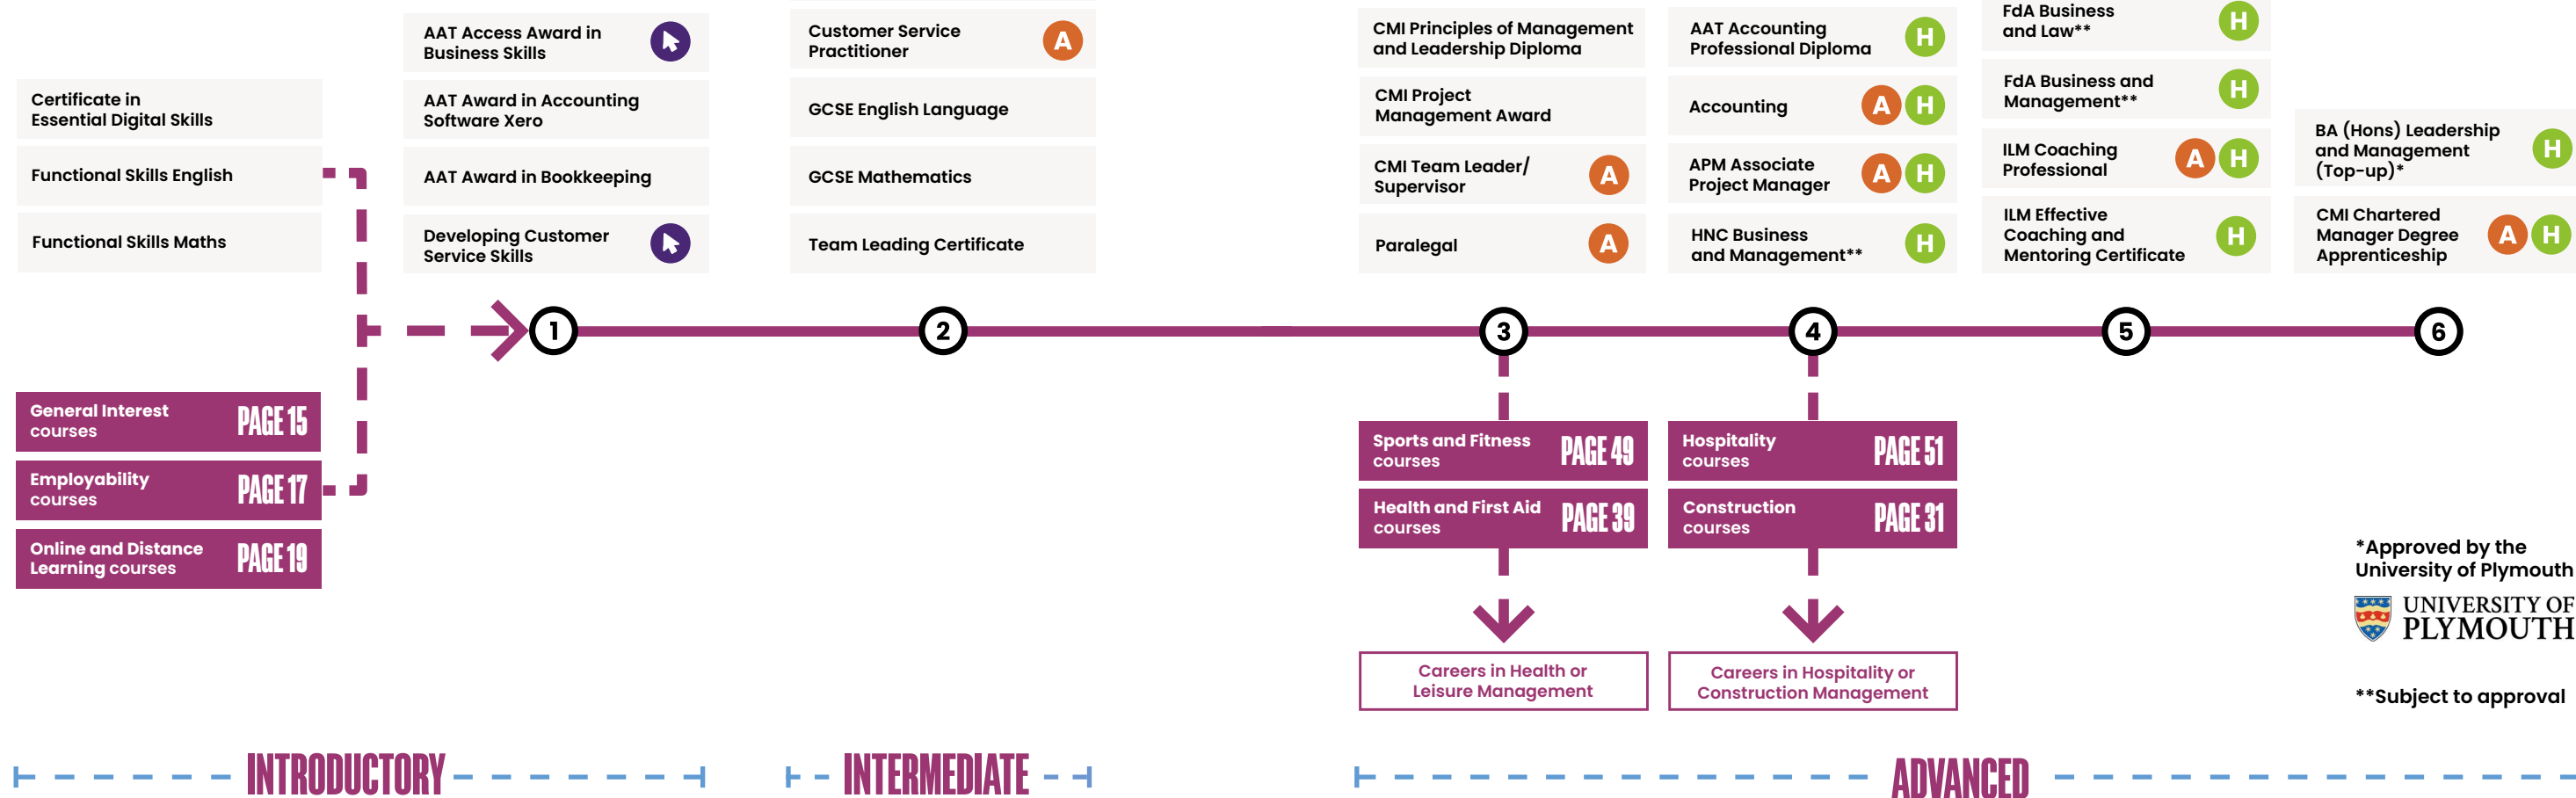 Certificate in
Essential Digital Skills
Functional Skills English
Functional Skills Maths
AAT Access Award in
Business Skills
AAT Award in Accounting
Software Xero
AAT Award in Bookkeeping
Developing Customer
Service Skills
Customer Service
Practitioner
A
GCSE English Language
GCSE Mathematics
Team Leading Certificate
CMI Principles of Management
and Leadership Diploma
CMI Project
Management Award
CMI Team Leader/
Supervisor
A
Paralegal
A
AAT Accounting
Professional Diploma
H
Accounting
A H
APM Associate
Project Manager
A H
HNC Business
and Management**
H
FdA Business
and Law**
H
FdA Business and
Management**
H
ILM Coaching
Professional
A H
ILM Effective
Coaching and
Mentoring Certificate
H
BA (Hons) Leadership
and Management
(Top-up)*
H
CMI Chartered
Manager Degree
Apprenticeship
A H
1
2
3
4
5
6
General Interest
courses
PAGE 15
Employability
courses
PAGE 17
Online and Distance
Learning courses
PAGE 19
Sports and Fitness
courses
PAGE 49
Health and First Aid
courses
PAGE 39
Careers in Health or
Leisure Management
Hospitality
courses
PAGE 51
Construction
courses
PAGE 31
Careers in Hospitality or
Construction Management
*Approved by the
University of Plymouth
UNIVERSITY OF
PLYMOUTH
**Subject to approval
INTRODUCTORY
INTERMEDIATE
ADVANCED